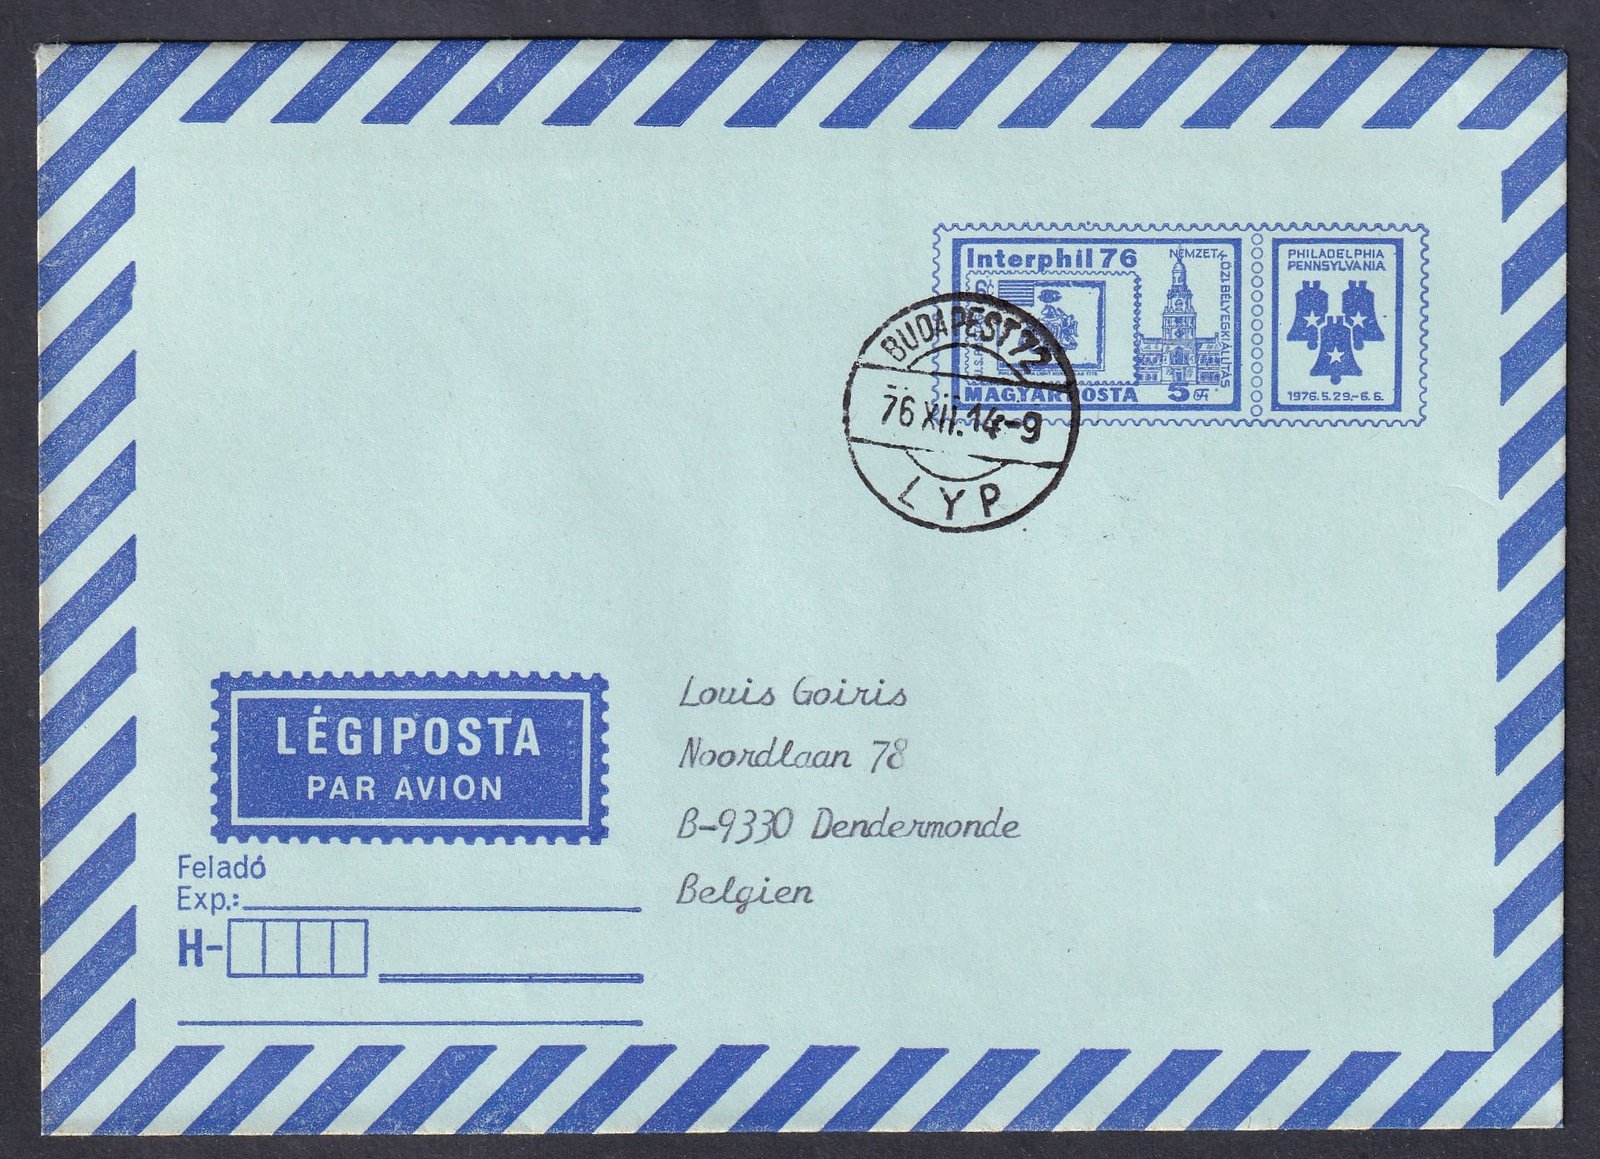 Interphil 76
NEMZETKÖZI BÉLYEGKIÁLLÍTÁS
6c
MAGYAR POSTA 5 Ft
PHILADELPHIA
PENNSYLVANIA
1976.5.29.-6.6.
BUDAPEST 72
76 XII.14-9
LYP
LÉGIPOSTA
PAR AVION
Louis Goiris
Noordlaan 78
B-9330 Dendermonde
Belgien
Feladó
Exp.:
H-